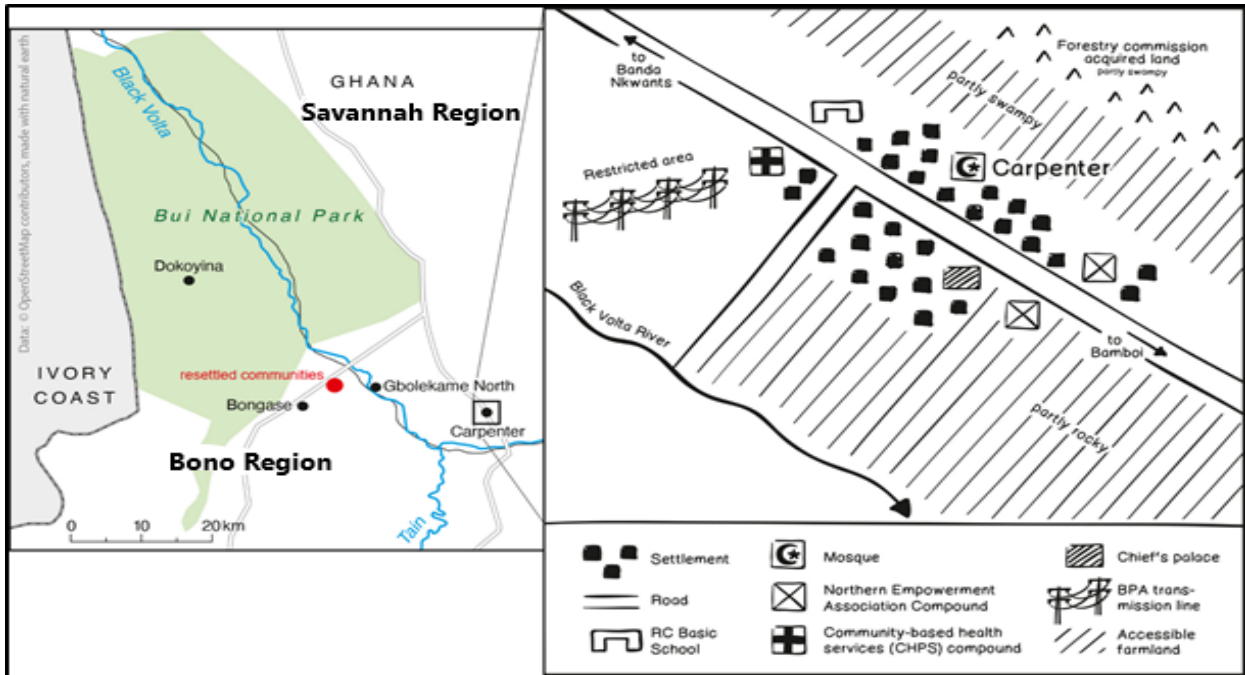 Data: © OpenStreetMap contributors, made with natural earth
Black Volta
GHANA
Savannah Region
Bui National Park
Dokoyina
IVORY
COAST
resettled communities
Gbolekame North
Bongase
Carpenter
Bono Region
0 10 20 km
Tain
to
Banda
Nkwanta
Forestry commission
acquired land
partly swampy
partly swampy
Restricted area
Carpenter
Black Volta River
to
Bamboi
partly rocky
Settlement
Road
RC Basic
School
Mosque
Northern Empowerment
Association Compound
Community-based health
services (CHPS) compound
Chief's palace
BPA trans-
mission line
Accessible
farmland